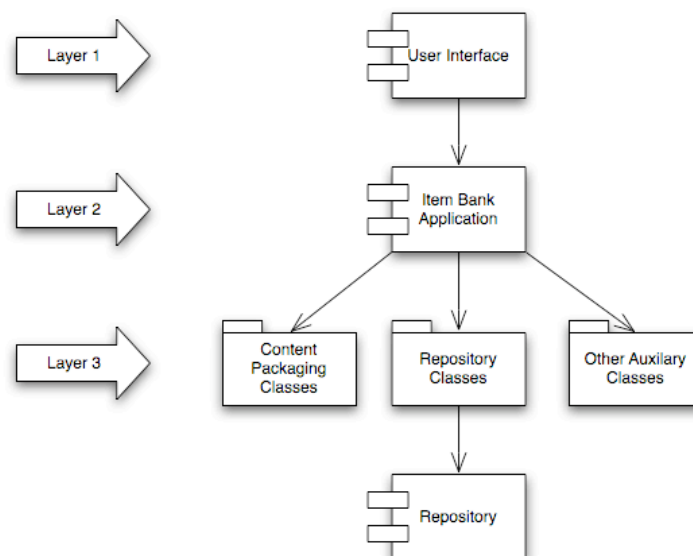 Layer 1
User Interface
Layer 2
Item Bank
Application
Layer 3
Content
Packaging
Classes
Repository
Classes
Other Auxilary
Classes
Repository